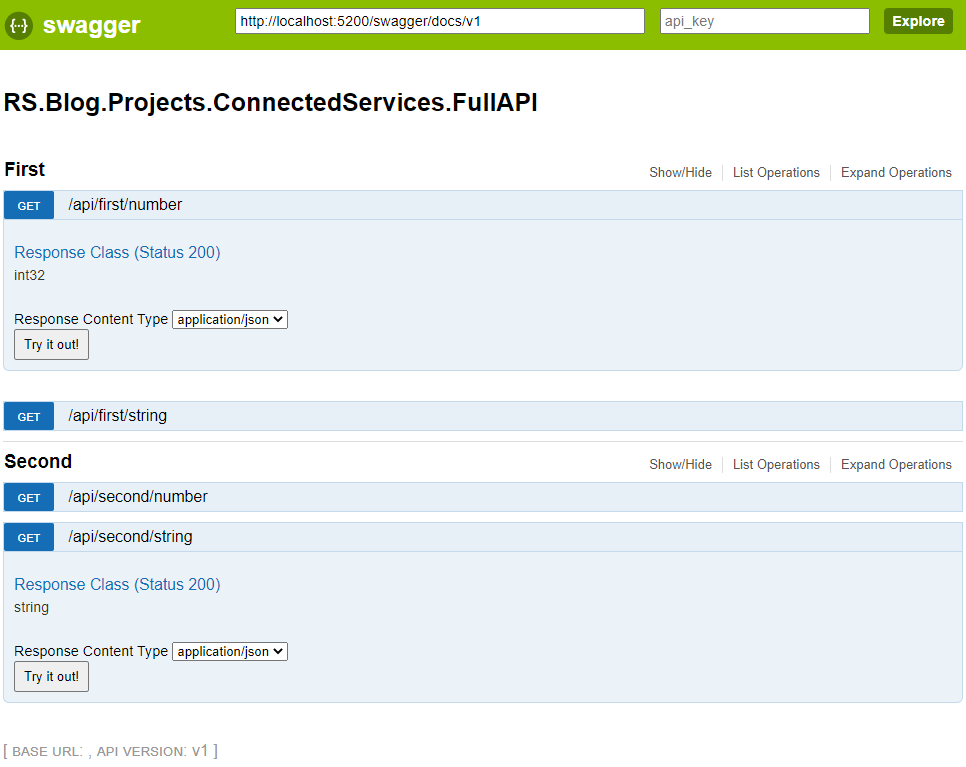 {··} swagger http://localhost:5200/swagger/docs/v1 api_key Explore
RS.Blog.Projects.ConnectedServices.FullAPI
First Show/Hide List Operations Expand Operations
GET /api/first/number
Response Class (Status 200)
int32
Response Content Type application/json
Try it out!
GET /api/first/string
Second Show/Hide List Operations Expand Operations
GET /api/second/number
GET /api/second/string
Response Class (Status 200)
string
Response Content Type application/json
Try it out!
[ BASE URL: , API VERSION: v1 ]